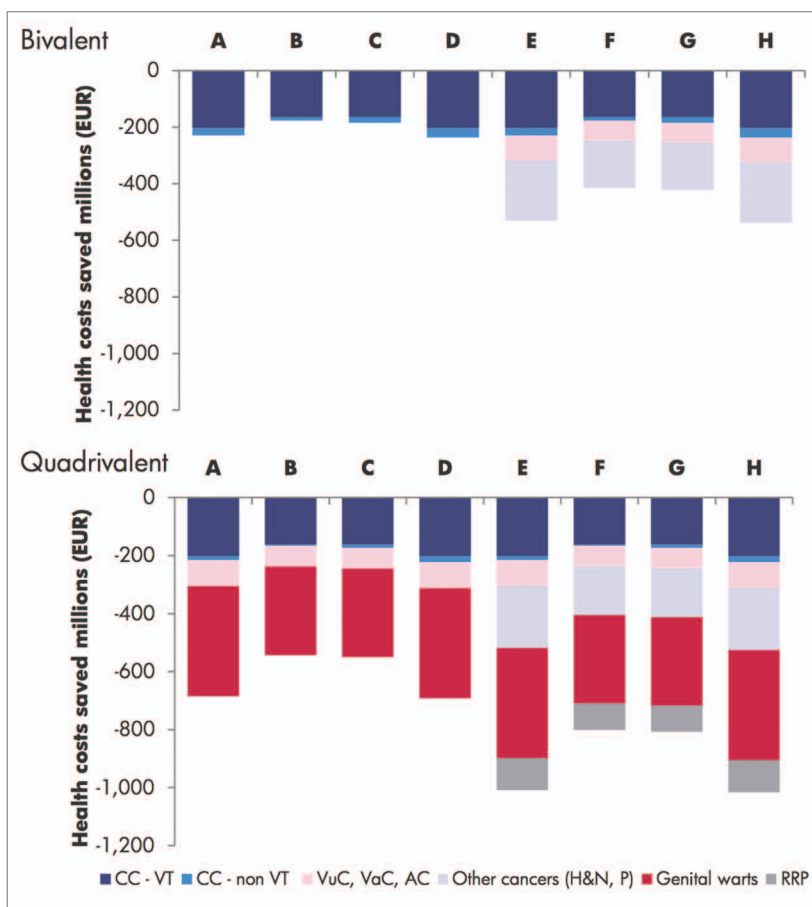 Bivalent
A B C D E F G H
Health costs saved millions (EUR)
0
-200
-400
-600
-800
-1,000
-1,200
Quadrivalent
A B C D E F G H
Health costs saved millions (EUR)
0
-200
-400
-600
-800
-1,000
-1,200
CC - VT CC - non VT VuC, VaC, AC Other cancers (H&N, P) Genital warts RRP